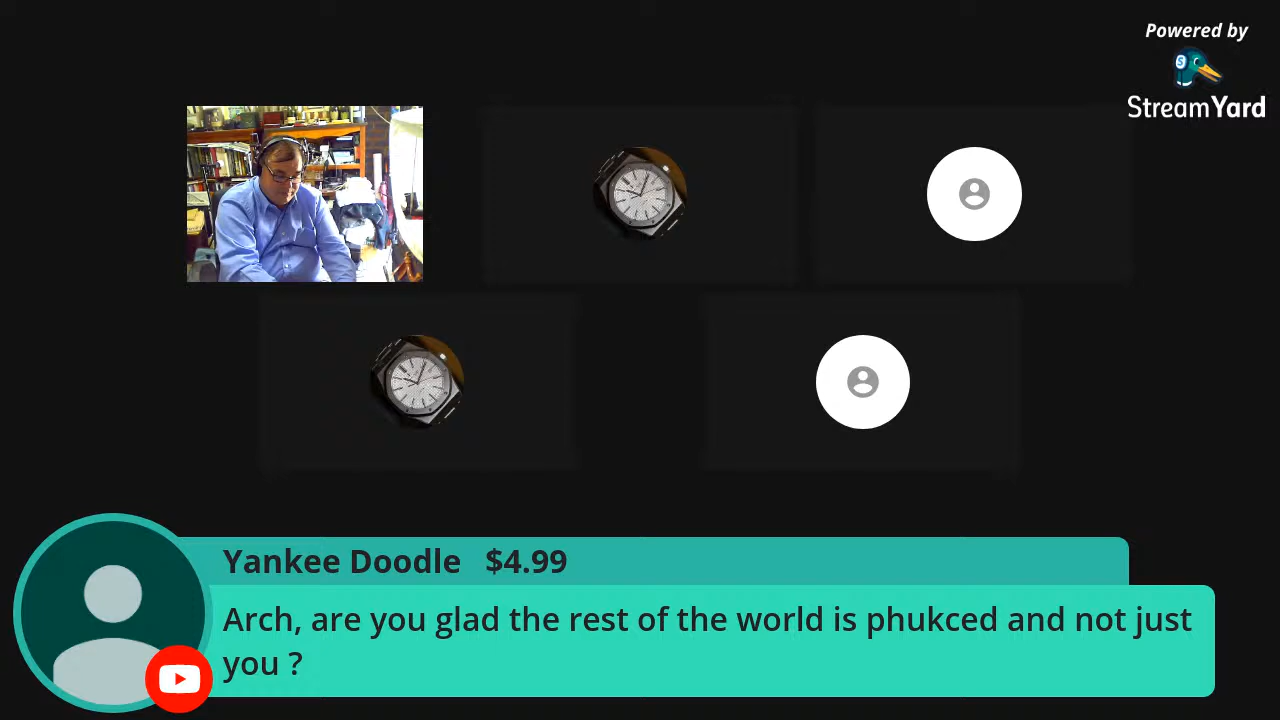 Powered by
StreamYard
Yankee Doodle $4.99
Arch, are you glad the rest of the world is phukced and not just
you ?